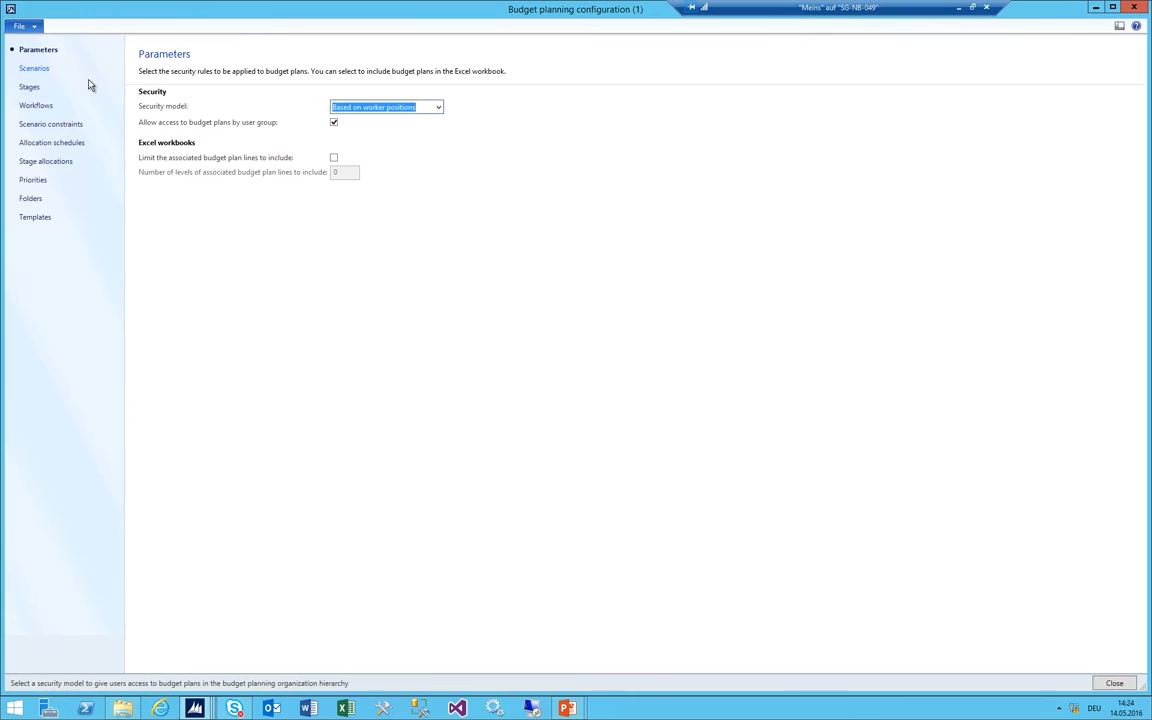 Budget planning configuration (1)
"Meins" auf "SG-NB-049"
File
Parameters
Scenarios
Stages
Workflows
Scenario constraints
Allocation schedules
Stage allocations
Priorities
Folders
Templates
Parameters
Select the security rules to be applied to budget plans. You can select to include budget plans in the Excel workbook.
Security
Security model: Based on worker positions
Allow access to budget plans by user group:
Excel workbooks
Limit the associated budget plan lines to include:
Number of levels of associated budget plan lines to include: 0
Select a security model to give users access to budget plans in the budget planning organization hierarchy
Close
DEU
14:24
14.05.2016